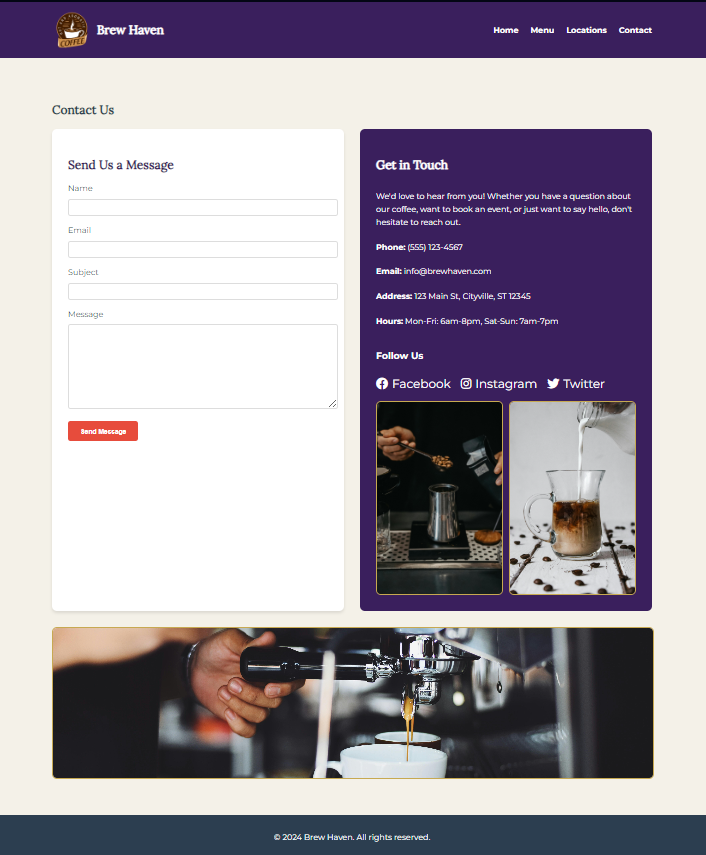 COFFEE
Brew Haven
Home Menu Locations Contact
Contact Us
Send Us a Message
Name
Email
Subject
Message
Send Message
Get in Touch
We'd love to hear from you! Whether you have a question about
our coffee, want to book an event, or just want to say hello, don't
hesitate to reach out.
Phone: (555) 123-4567
Email: info@brewhaven.com
Address: 123 Main St, Cityville, ST 12345
Hours: Mon-Fri: 6am-8pm, Sat-Sun: 7am-7pm
Follow Us
Facebook Instagram Twitter
© 2024 Brew Haven. All rights reserved.